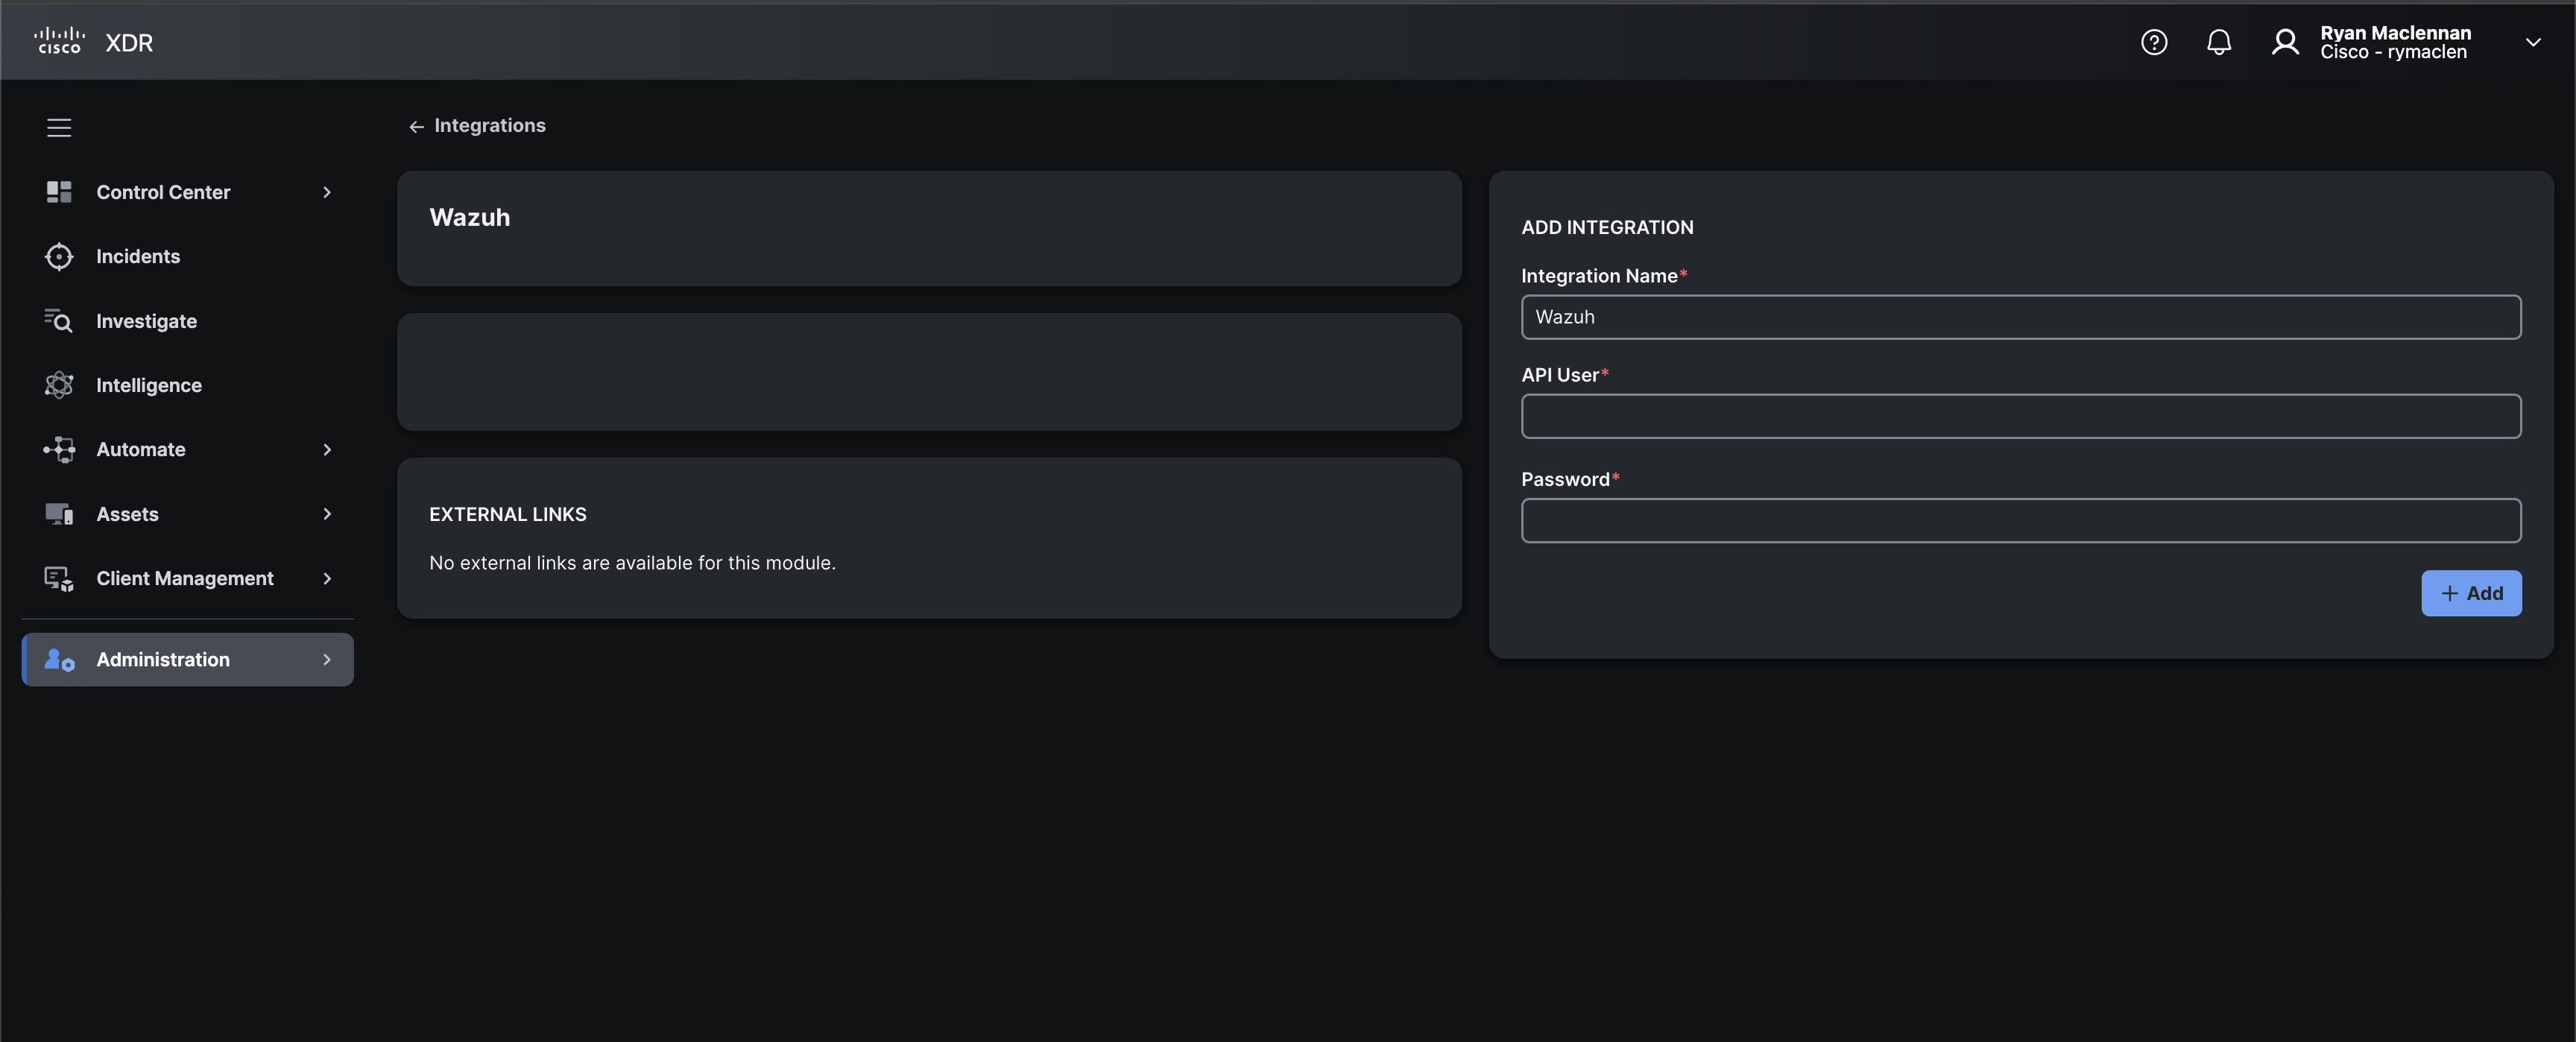 CISCO XDR
Ryan Maclennan
Cisco - rymaclen
Integrations
Control Center
Incidents
Investigate
Intelligence
Automate
Assets
Client Management
Administration
Wazuh
EXTERNAL LINKS
No external links are available for this module.
ADD INTEGRATION
Integration Name*
Wazuh
API User*
Password*
+ Add